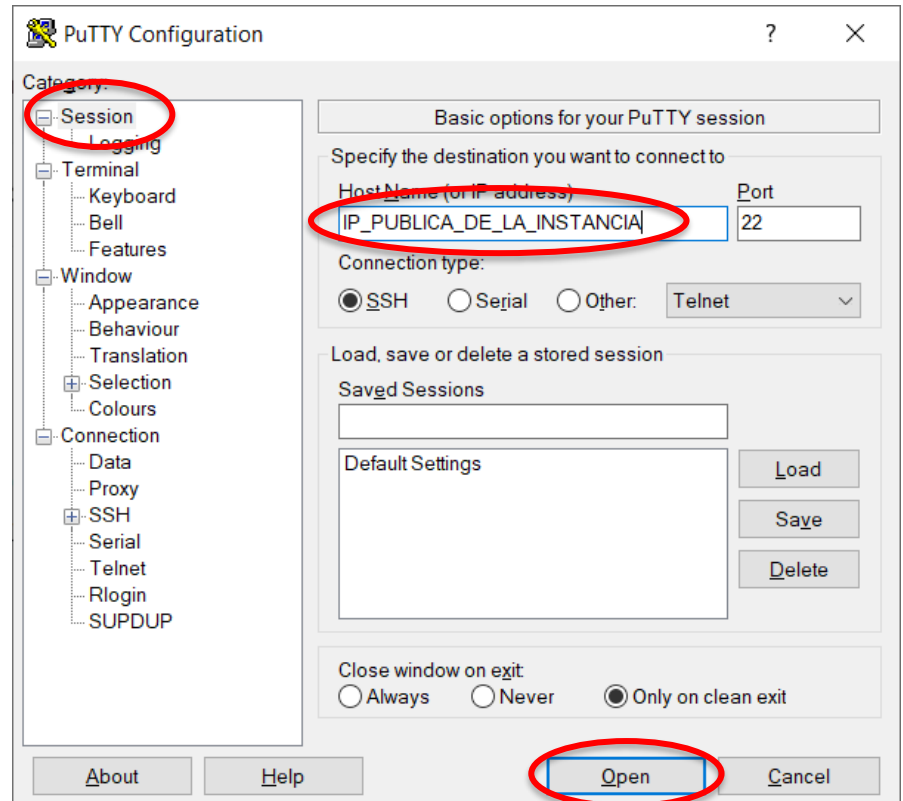 PuTTY Configuration
?
Category:
Session
Logging
Terminal
Keyboard
Bell
Features
Window
Appearance
Behaviour
Translation
Selection
Colours
Connection
Data
Proxy
SSH
Serial
Telnet
Rlogin
SUPDUP
Basic options for your PuTTY session
Specify the destination you want to connect to
Host Name (or IP address) Port
IP_PUBLICA_DE_LA_INSTANCIA 22
Connection type:
SSH Serial Other: Telnet
Load, save or delete a stored session
Saved Sessions
Default Settings
Load
Save
Delete
Close window on exit:
Always Never Only on clean exit
About Help Open Cancel